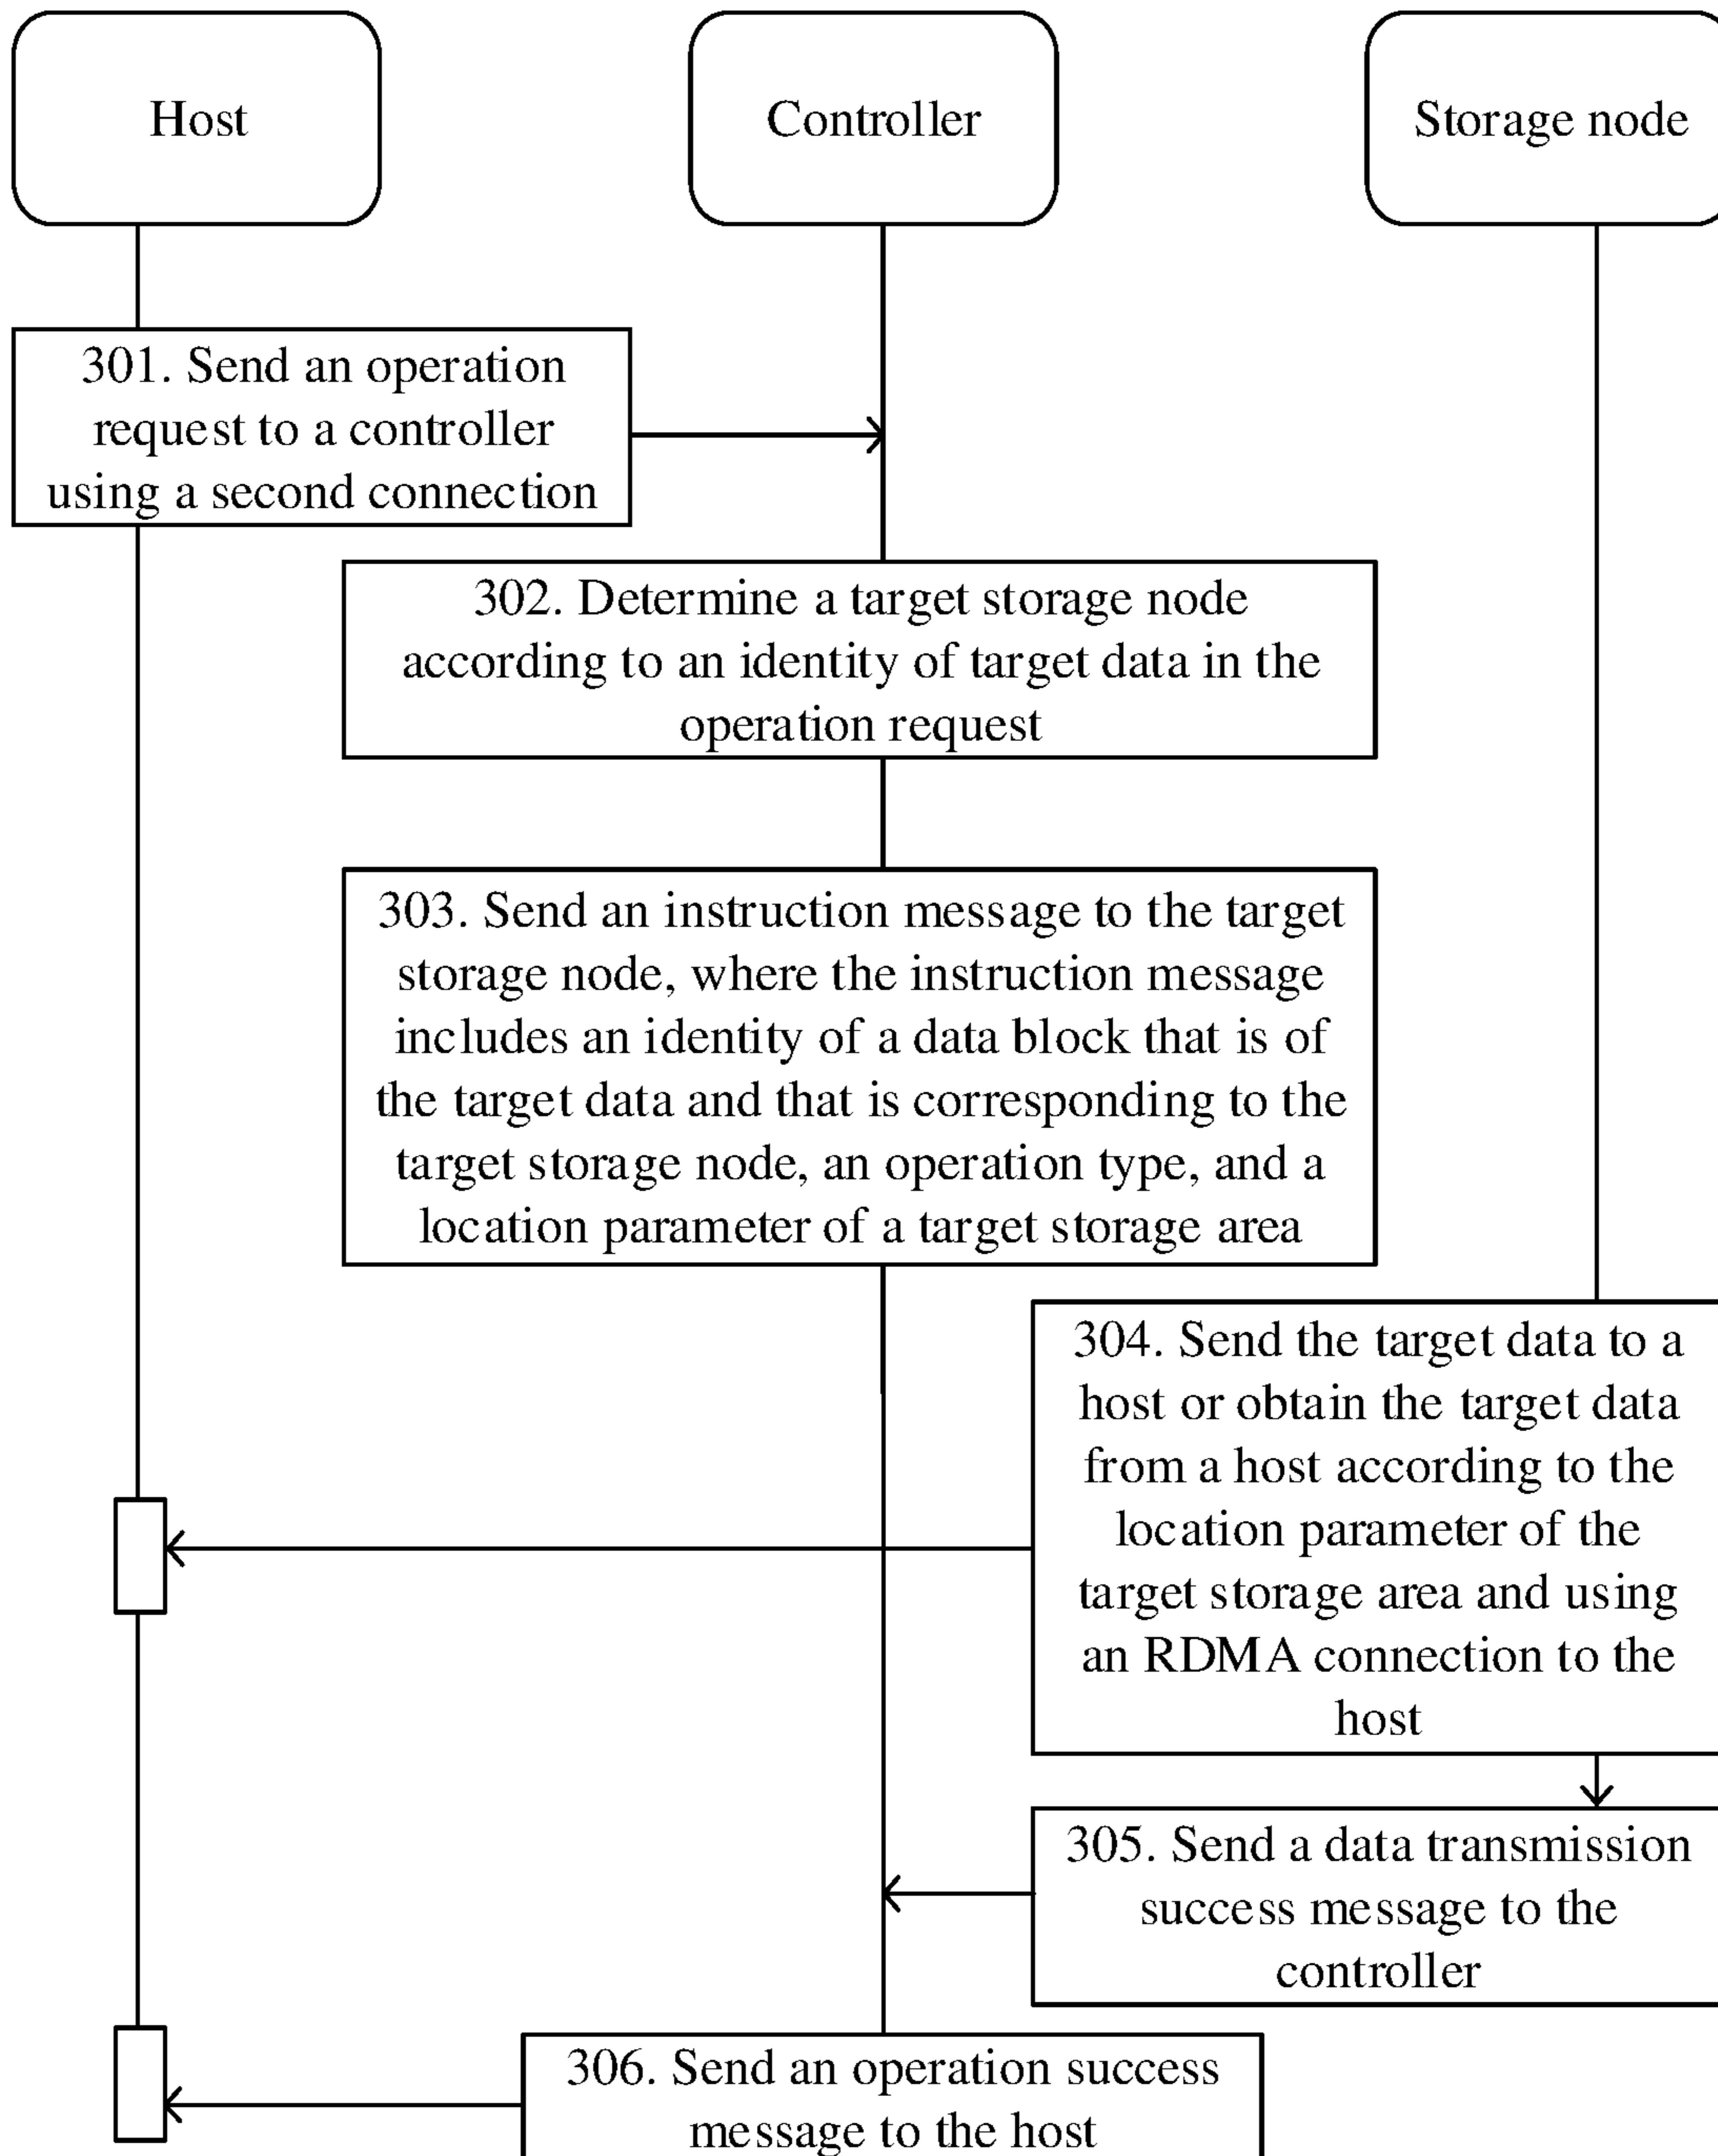 Host
Controller
Storage node
301. Send an operation
request to a controller
using a second connection
302. Determine a target storage node
according to an identity of target data in the
operation request
303. Send an instruction message to the target
storage node, where the instruction message
includes an identity of a data block that is of
the target data and that is corresponding to the
target storage node, an operation type, and a
location parameter of a target storage area
304. Send the target data to a
host or obtain the target data
from a host according to the
location parameter of the
target storage area and using
an RDMA connection to the
host
305. Send a data transmission
success message to the
controller
306. Send an operation success
message to the host